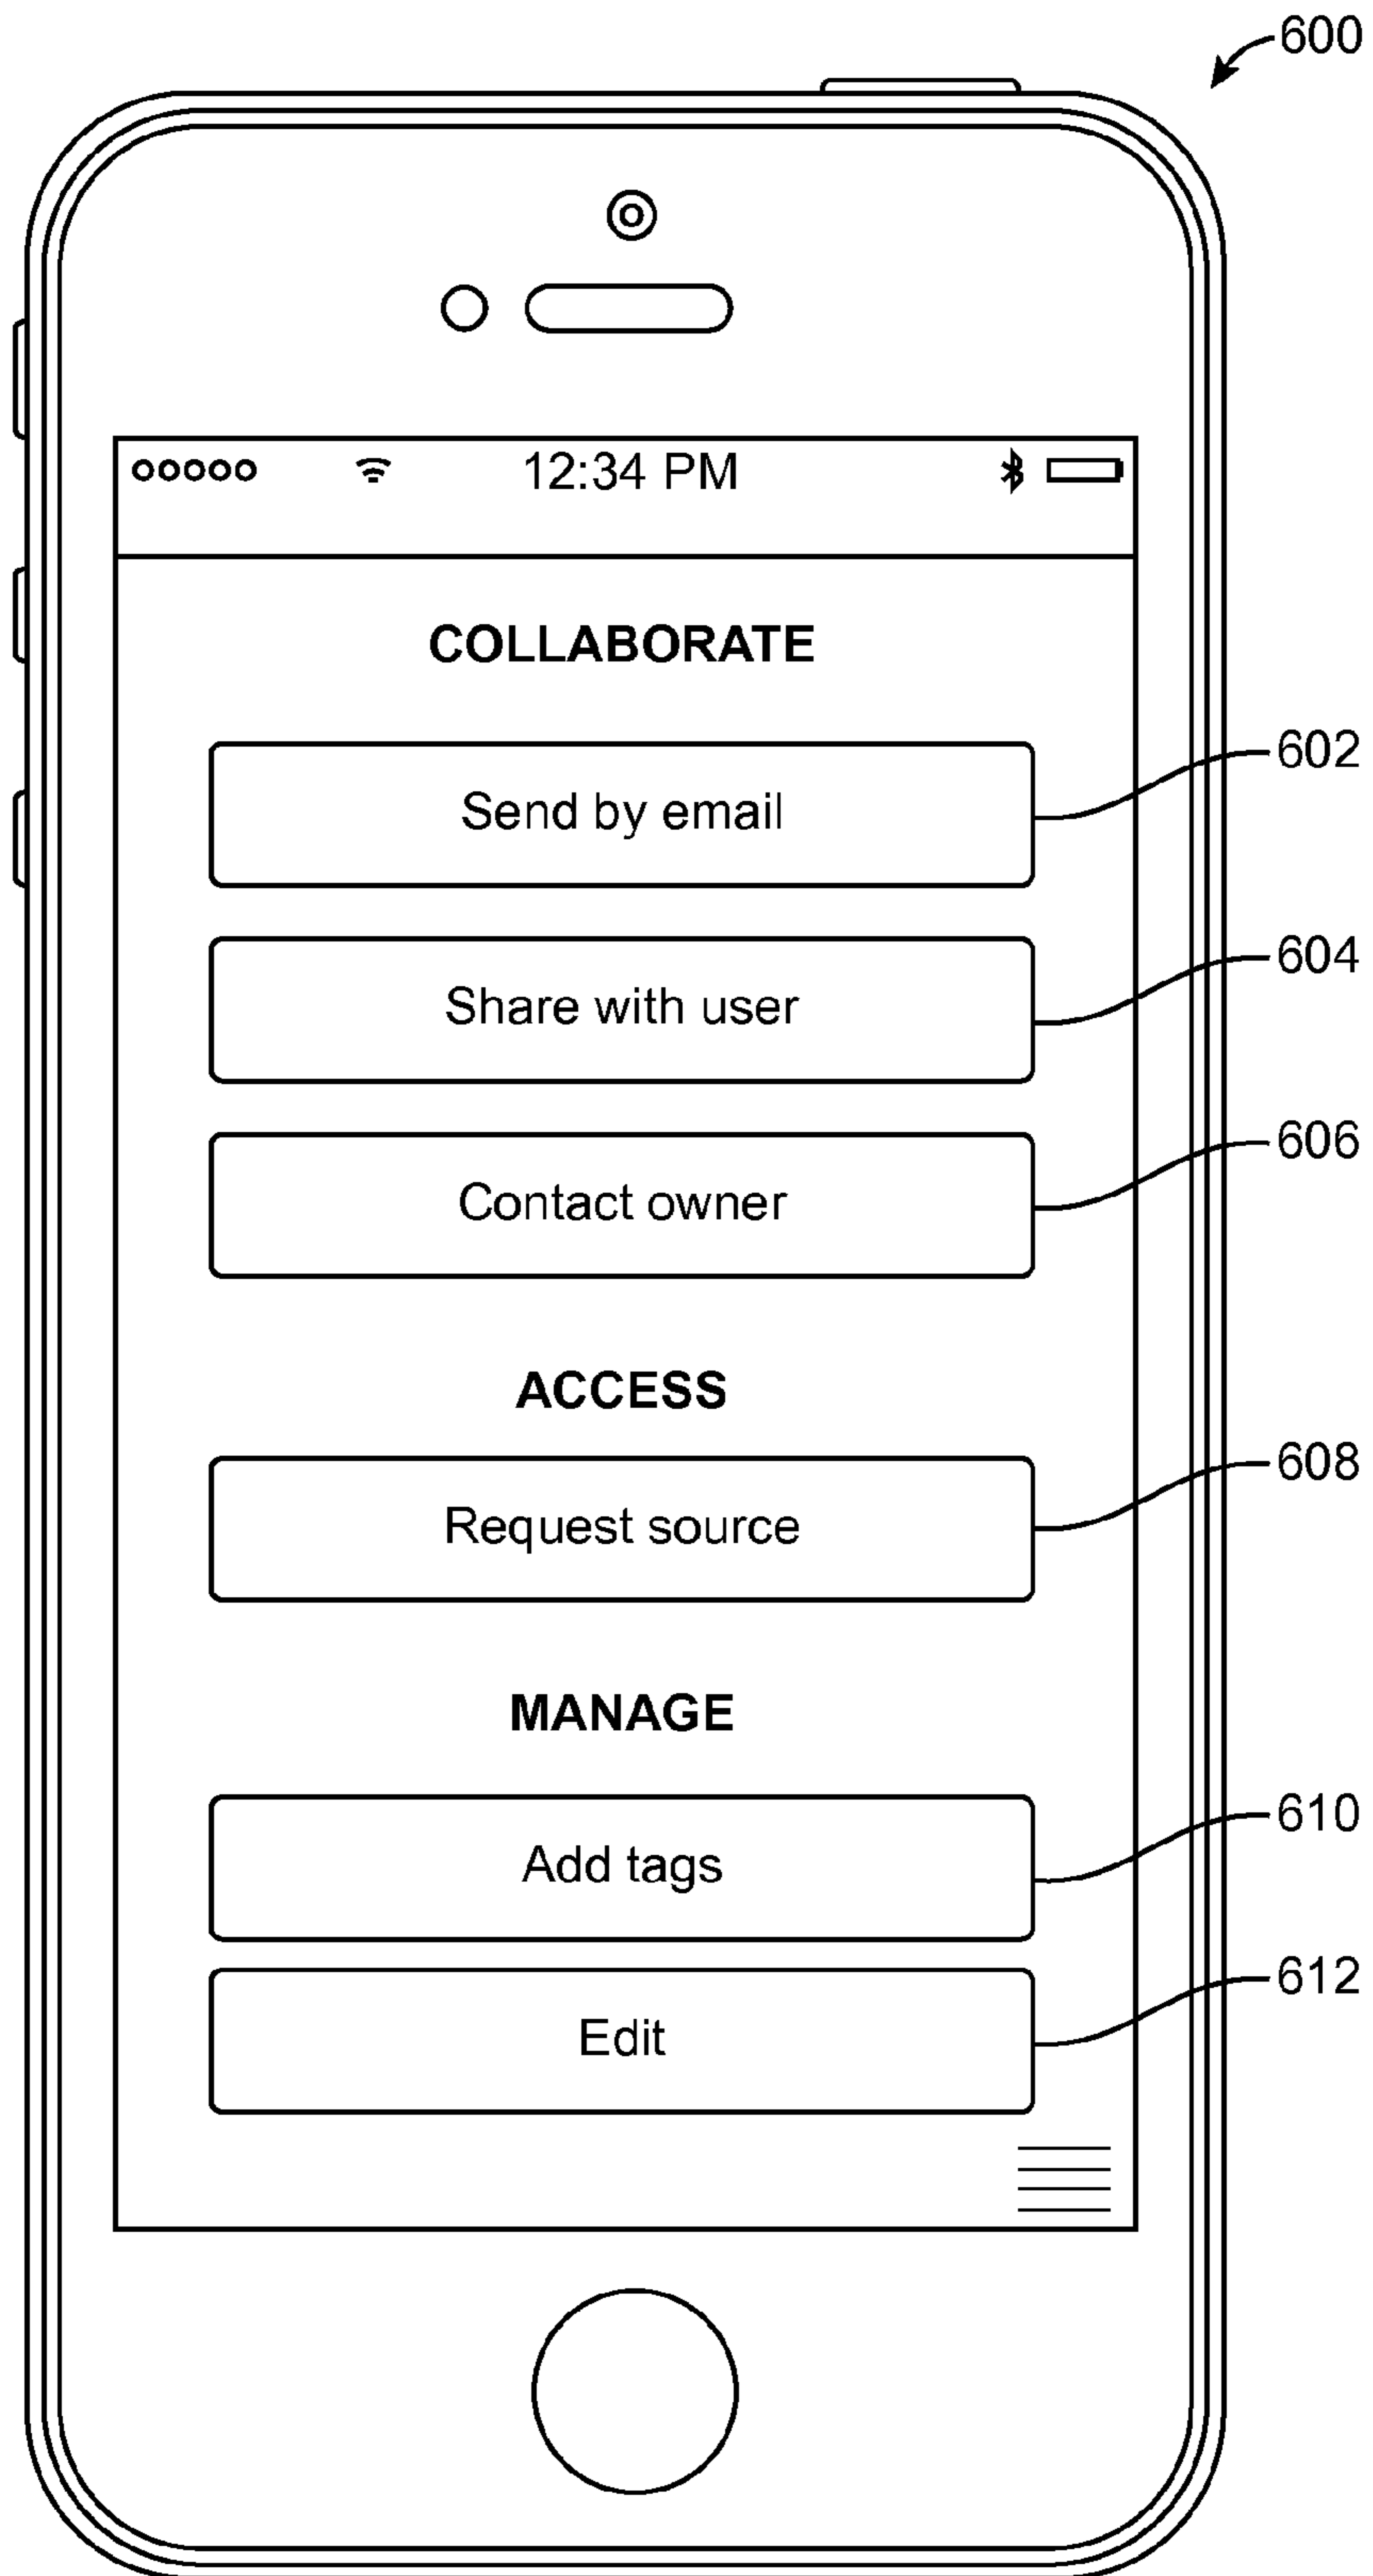 600
12:34 PM
COLLABORATE
Send by email
602
Share with user
604
Contact owner
606
ACCESS
Request source
608
MANAGE
Add tags
610
Edit
612